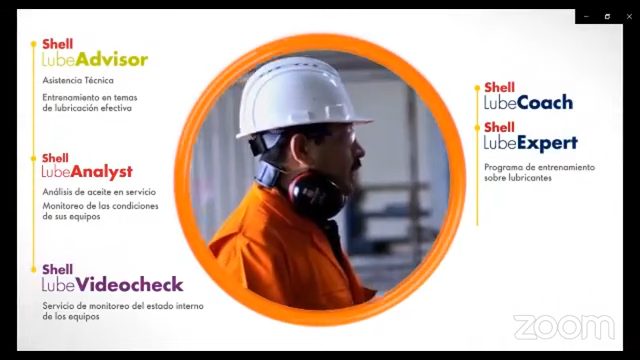 Shell
LubeAdvisor
Asistencia Técnica
Entrenamiento en temas
de lubricación efectiva
Shell
LubeAnalyst
Análisis de aceite en servicio
Monitoreo de las condiciones
de sus equipos
Shell
LubeVideocheck
Servicio de monitoreo del estado interno
de los equipos
Shell
LubeCoach
Shell
LubeExpert
Programa de entrenamiento
sobre lubricantes
zoom